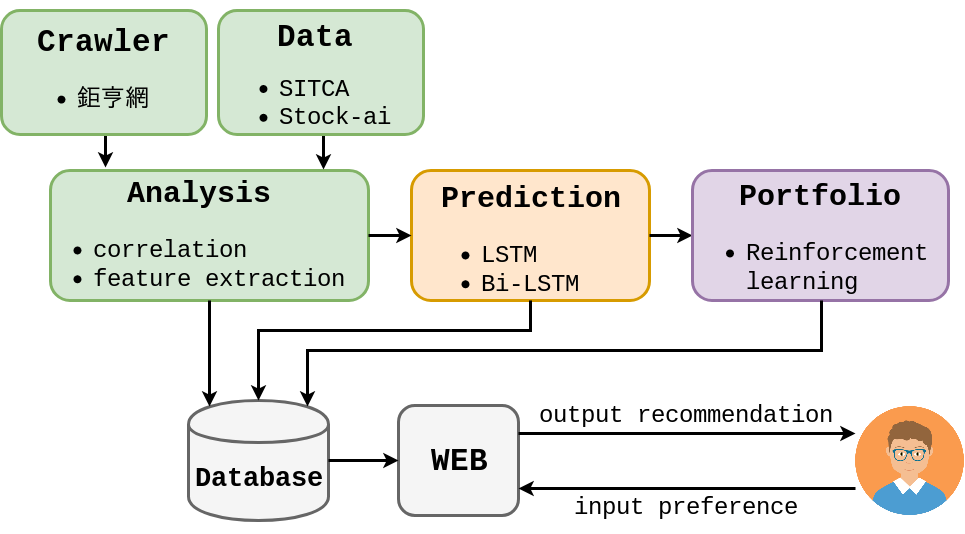 Crawler
鉅亨網
Data
SITCA
Stock-ai
Analysis
correlation
feature extraction
Prediction
LSTM
Bi-LSTM
Portfolio
Reinforcement
learning
Database
WEB
output recommendation
input preference